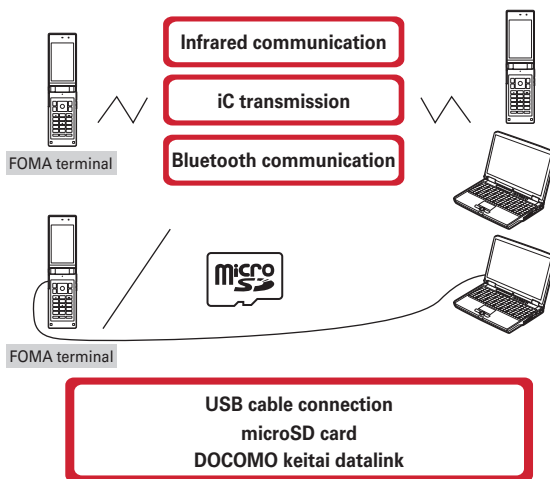 Infrared communication
iC transmission
Bluetooth communication
FOMA terminal
micro
SD
FOMA terminal
USB cable connection
microSD card
DOCOMO keitai datalink